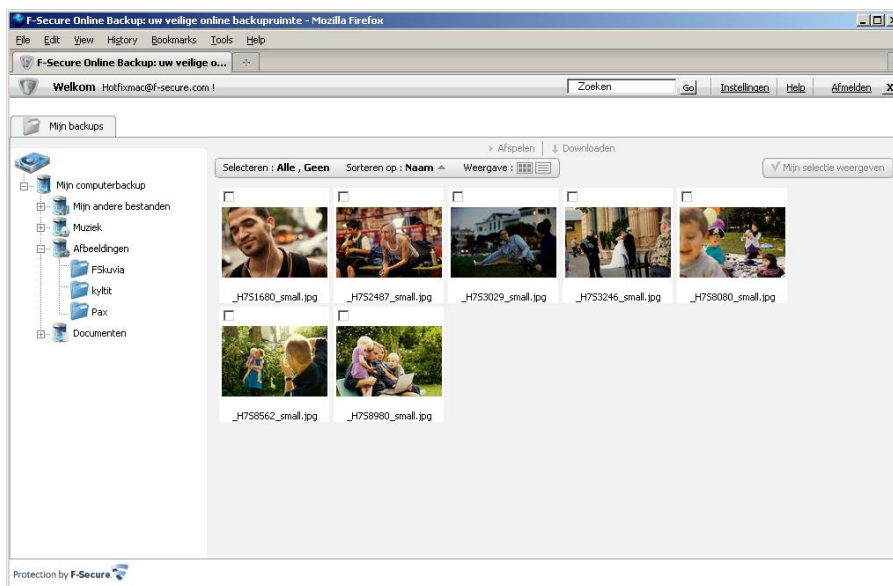 F-Secure Online Backup: uw veilige online backupruimte - Mozilla Firefox
File Edit View History Bookmarks Tools Help
F-Secure Online Backup: uw veilige o...
Welkom Hotfixmac@f-secure.com ! Zoeken Go Instellingen Help Afmelden X
Mijn backups
Afspelen Downloaden
Selecteren : Alle , Geen Sorteren op : Naam Weergave : Mijn selectie weergeven
Mijn computerbackup
Mijn andere bestanden
Muziek
Afbeeldingen
FSkuvia
kyltit
Pax
Documenten
_H7S1680_small.jpg _H7S2487_small.jpg _H7S3029_small.jpg _H7S3246_small.jpg _H7S8080_small.jpg
_H7S8562_small.jpg _H7S8980_small.jpg
Protection by F-Secure.